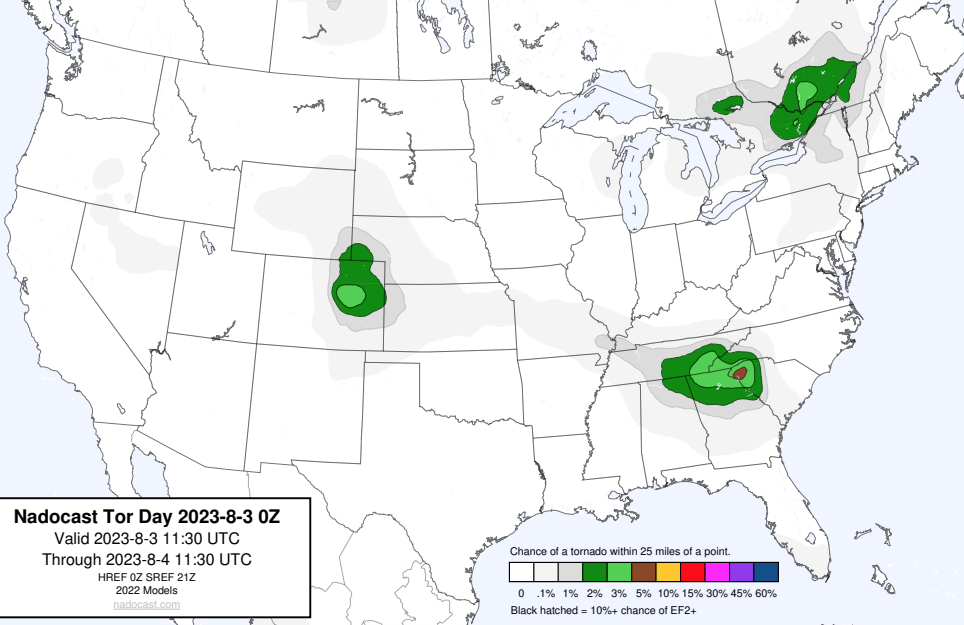 Nadocast Tor Day 2023-8-3 0Z
Valid 2023-8-3 11:30 UTC
Through 2023-8-4 11:30 UTC
HREF 0Z SREF 21Z
2022 Models
nadocast.com
Chance of a tornado within 25 miles of a point.
0 .1% 1% 2% 3% 5% 10% 15% 30% 45% 60%
Black hatched = 10%+ chance of EF2+